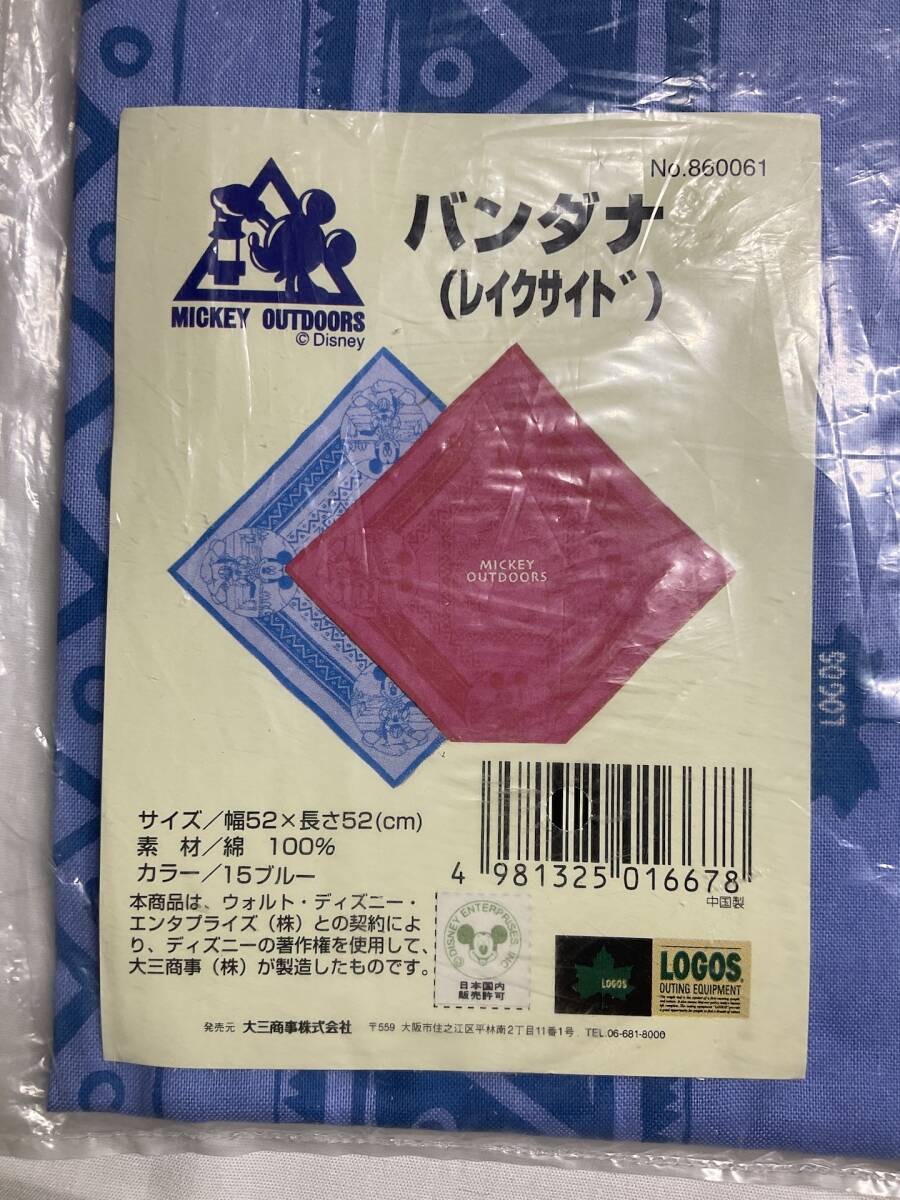 No.860061
バンダナ
(レイクサイド)
MICKEY OUTDOORS
©Disney
MICKEY
OUTDOORS
LOGOS
サイズ/幅52×長さ52(cm)
素 材/綿 100%
カラー/15ブルー
4 981325 016678
中国製
本商品は、ウォルト・ディズニー・
エンタプライズ(株)との契約によ
り、ディズニーの著作権を使用して、
大三商事(株)が製造したものです。
©DISNEY ENTERPRISES, INC
日本国内
販売許可
LOGOS
LOGOS
OUTING EQUIPMENT
発売元 大三商事株式会社 〒559 大阪市住之江区平林南2丁目11番1号 TEL.06-681-8000